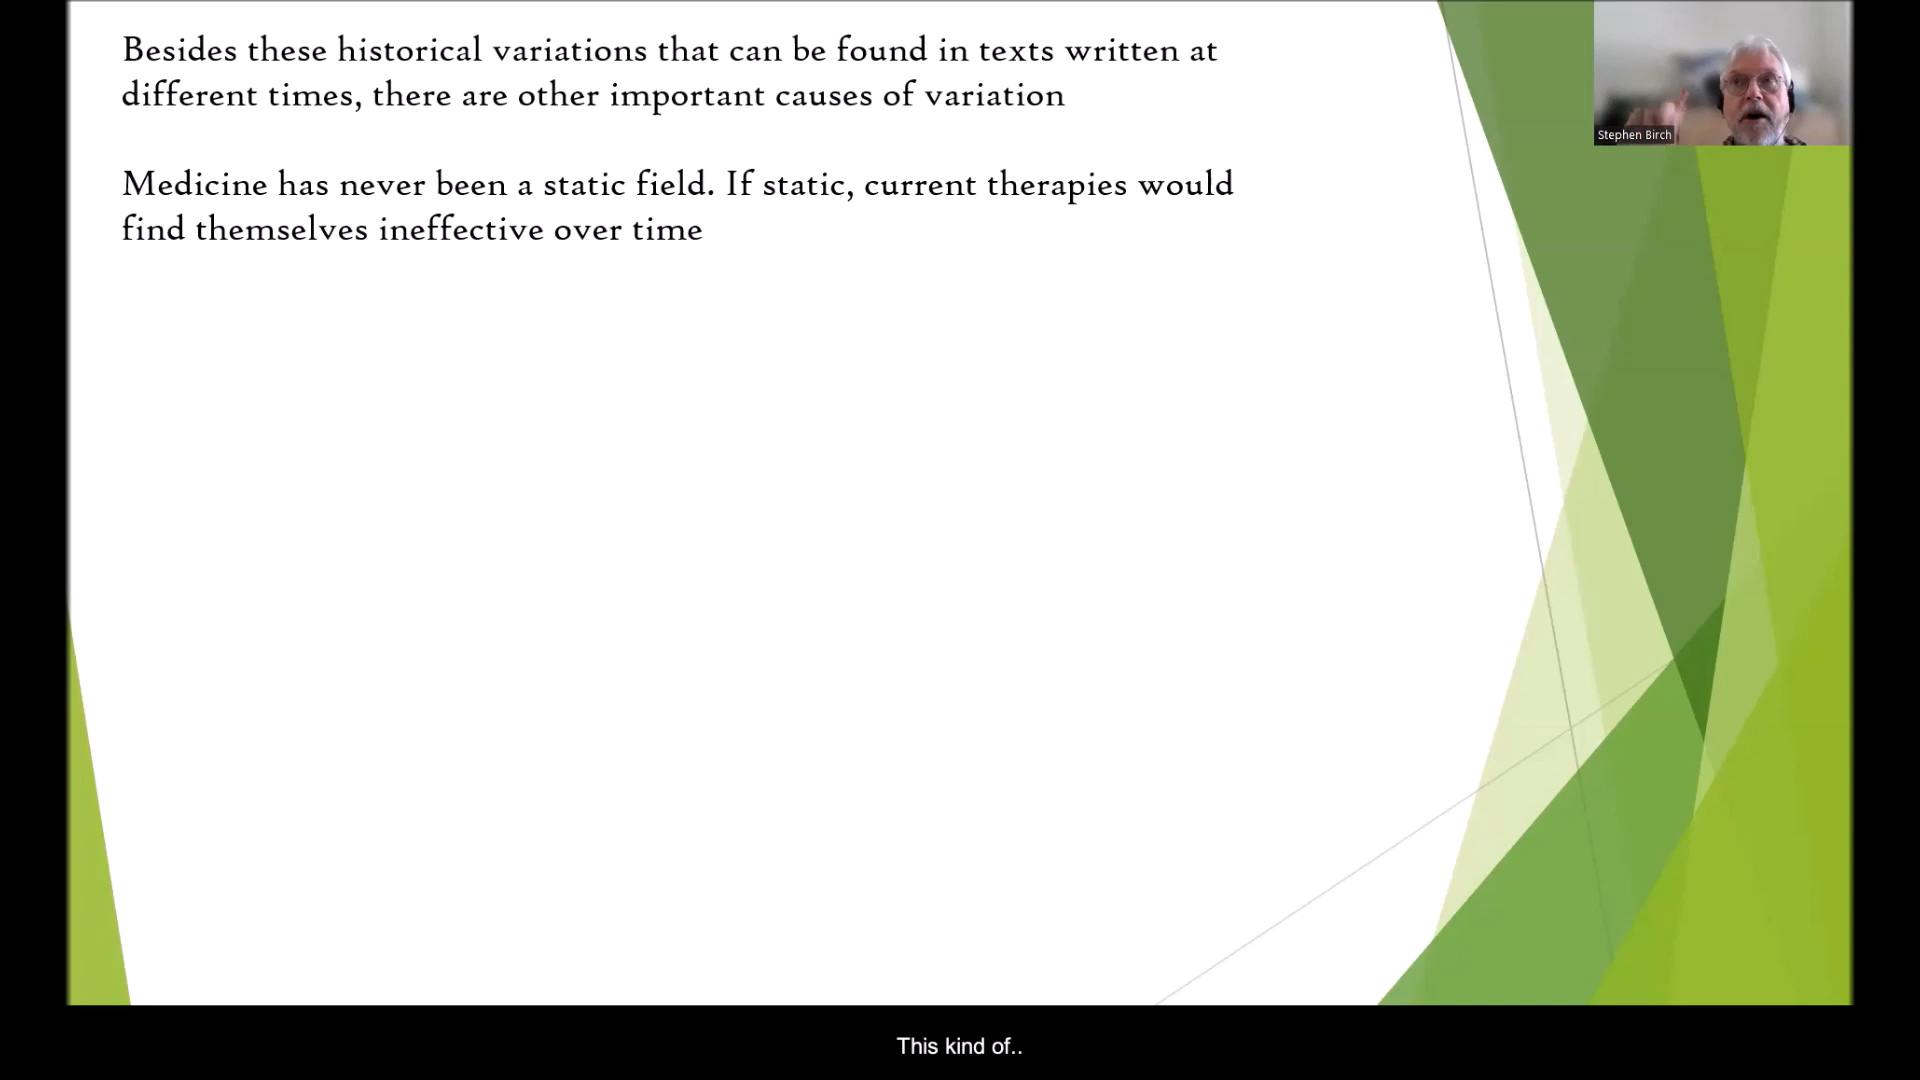 Besides these historical variations that can be found in texts written at
different times, there are other important causes of variation
Medicine has never been a static field. If static, current therapies would
find themselves ineffective over time
Stephen Birch
This kind of..